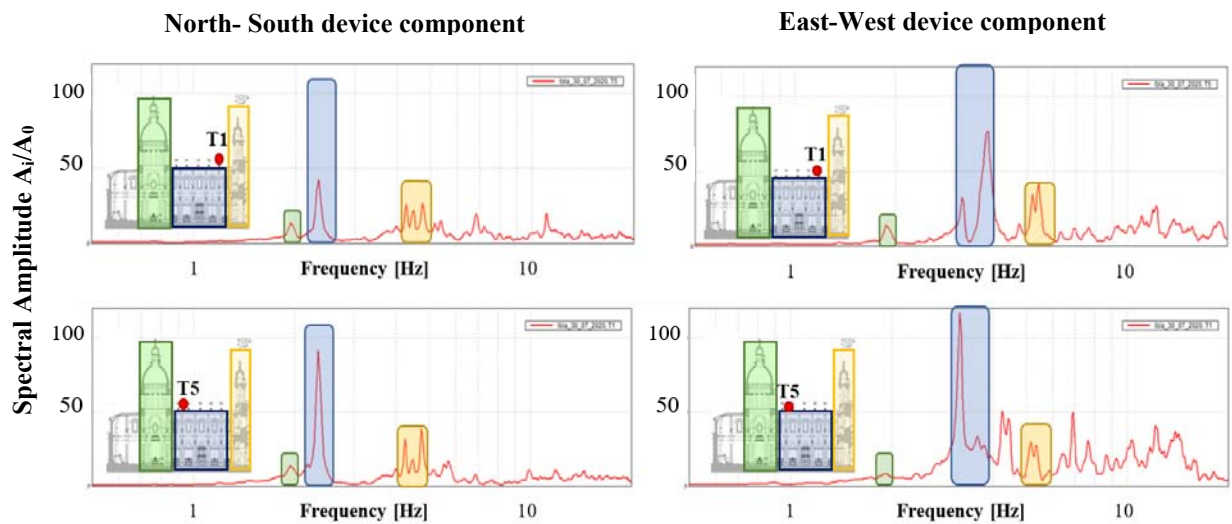 North- South device component
East-West device component
Spectral Amplitude Ai/A0
100
50
T1
1
Frequency [Hz]
10
100
50
T1
1
Frequency [Hz]
10
100
50
T5
1
Frequency [Hz]
10
100
50
T5
1
Frequency [Hz]
10